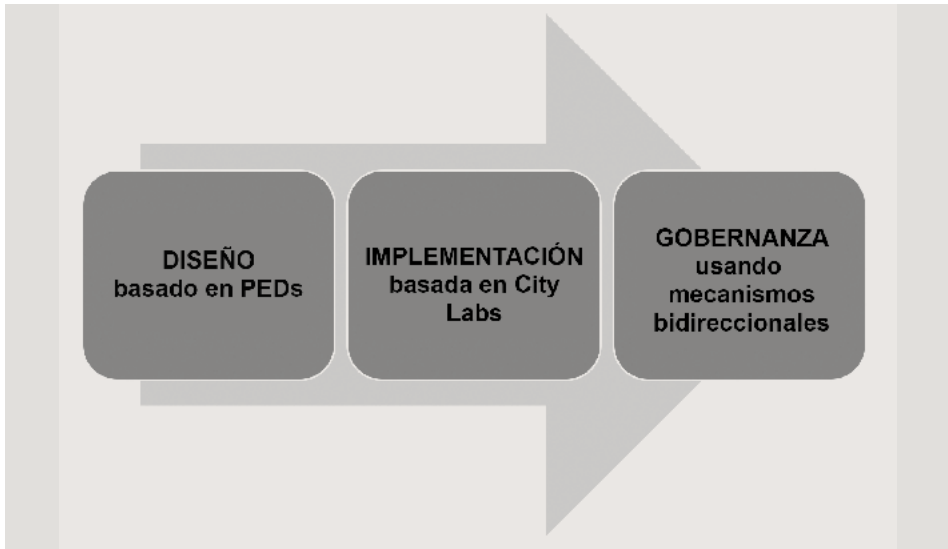 DISEÑO
basado en PEDs
IMPLEMENTACIÓN
basada en City
Labs
GOBERNANZA
usando
mecanismos
bidireccionales